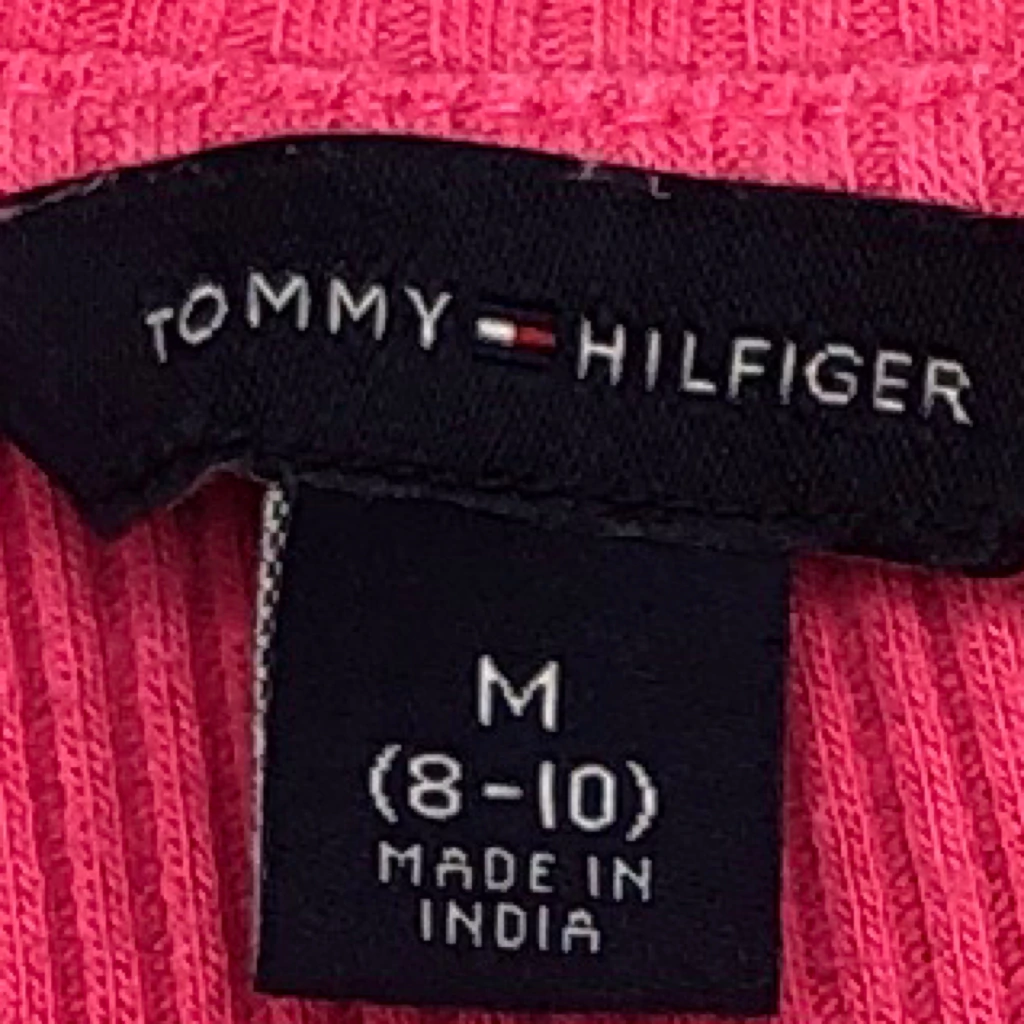 TOMMY HILFIGER
M
(8-10)
MADE IN
INDIA